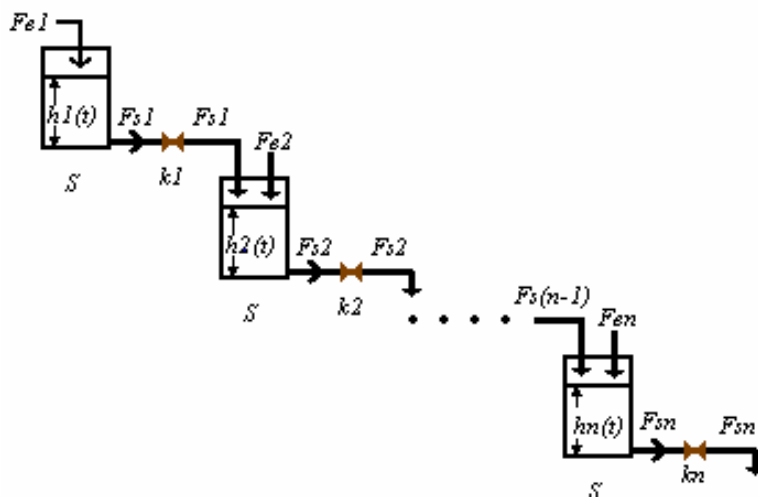 Fe1
h1(t)
Fs1
Fs1
k1
S
Fe2
h2(t)
Fs2
Fs2
k2
S
Fs(n-1)
Fen
hn(t)
Fsn
Fsn
kn
S